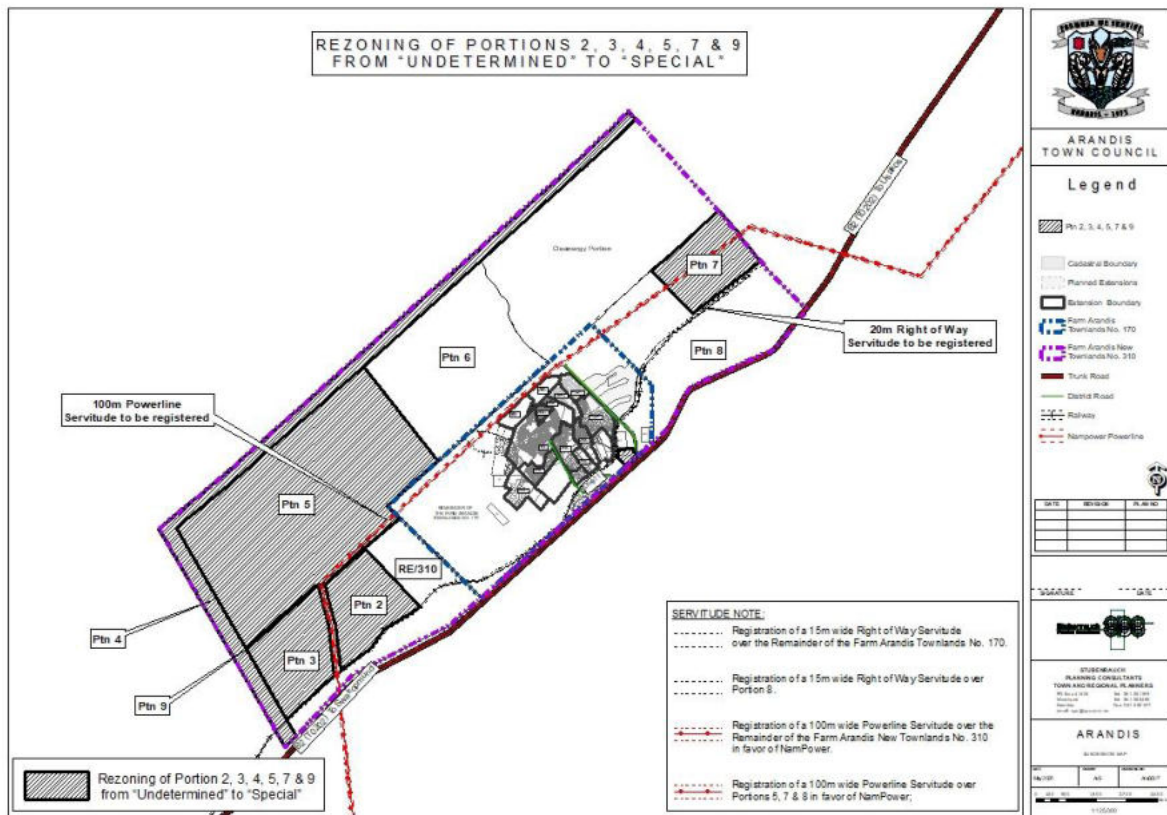 REZONING OF PORTIONS 2, 3, 4, 5, 7 & 9
FROM "UNDETERMINED" TO "SPECIAL"
Ptn 7
20m Right of Way
Servitude to be registered
Ptn 8
Ptn 6
100m Powerline
Servitude to be registered
Ptn 5
RE/310
Ptn 2
Ptn 4
Ptn 3
Ptn 9
Rezoning of Portion 2, 3, 4, 5, 7 & 9
from "Undetermined" to "Special"
SERVITUDE NOTE:
Registration of a 15m wide Right of Way Servitude
over the Remainder of the Farm Arandis Townlands No. 170.
Registration of a 15m wide Right of Way Servitude over
Portion 8.
Registration of a 100m wide Powerline Servitude over the
Remainder of the Farm Arandis New Townlands No. 310
in favor of NamPower.
Registration of a 100m wide Powerline Servitude over
Portions 5, 7 & 8 in favor of NamPower;
ARANDIS
TOWN COUNCIL
Legend
Ptn 2, 3, 4, 5, 7 & 9
Cadastral Boundary
Planned Extensions
Extension Boundary
Farm Arandis
Townlands No. 170
Farm Arandis New
Townlands No. 310
Trunk Road
District Road
Railway
Nampower Powerline
DATE REVISION PLAN NO
SIGNATURE DATE
STUBENRAUCH
PLANNING CONSULTANTS
TOWN AND REGIONAL PLANNERS
ARANDIS